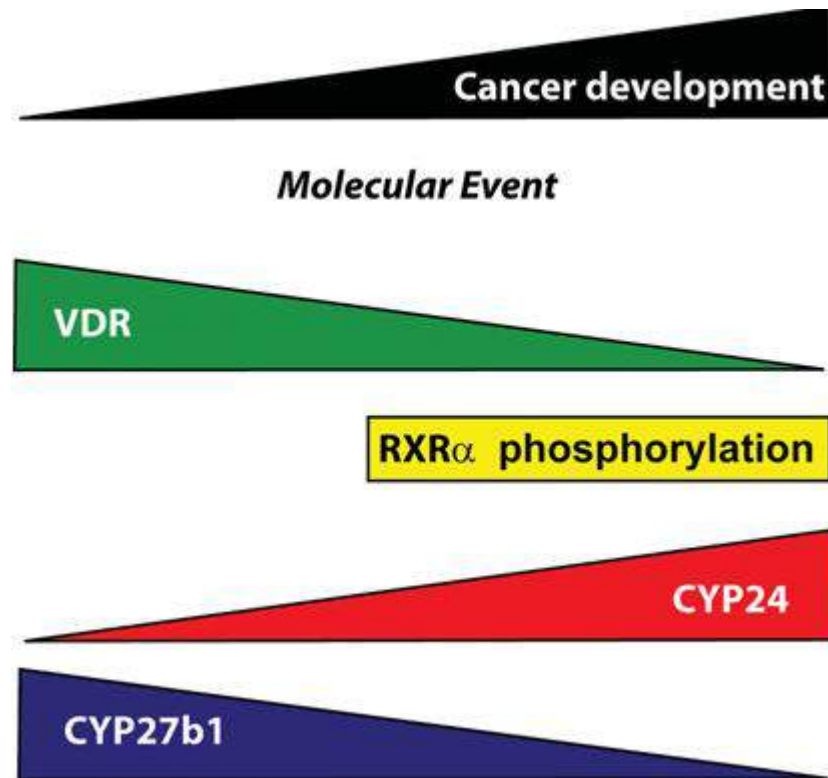 Cancer development
Molecular Event
VDR
RXRα phosphorylation
CYP24
CYP27b1